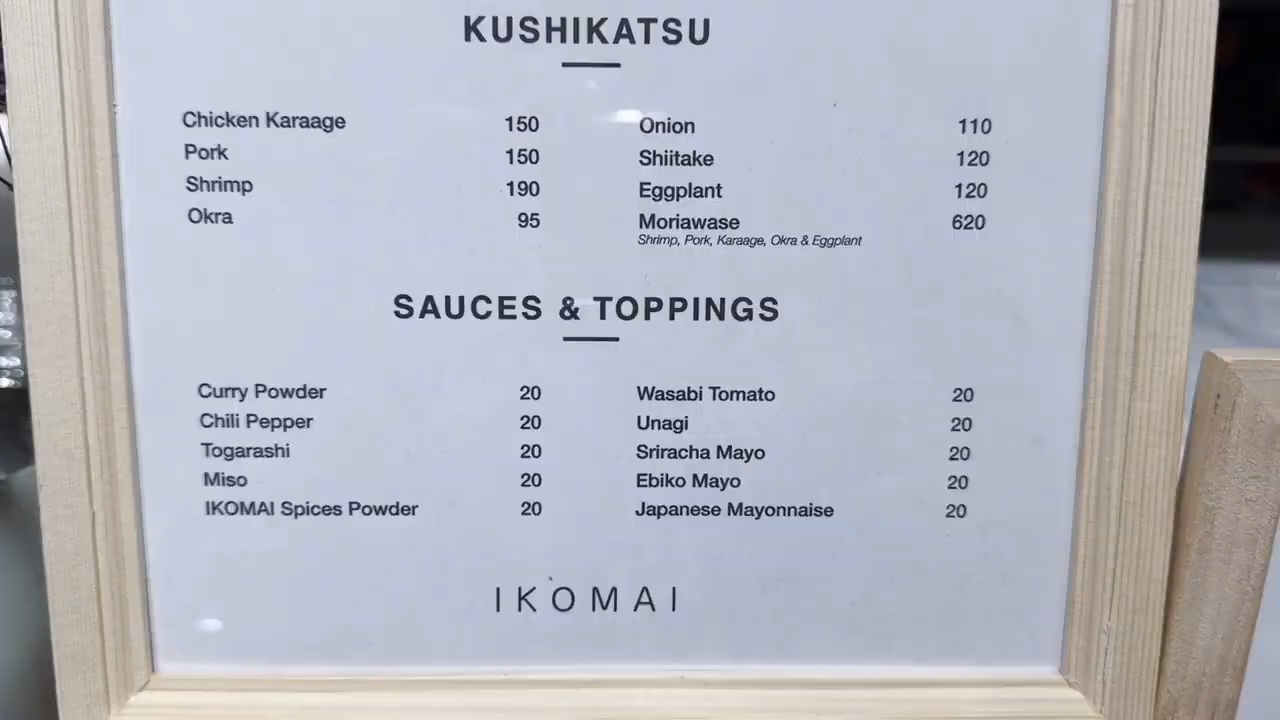 KUSHIKATSU
Chicken Karaage 150
Pork 150
Shrimp 190
Okra 95
Onion 110
Shiitake 120
Eggplant 120
Moriawase 620
Shrimp, Pork, Karaage, Okra & Eggplant
SAUCES & TOPPINGS
Curry Powder 20
Chili Pepper 20
Togarashi 20
Miso 20
IKOMAI Spices Powder 20
Wasabi Tomato 20
Unagi 20
Sriracha Mayo 20
Ebiko Mayo 20
Japanese Mayonnaise 20
IKOMAI